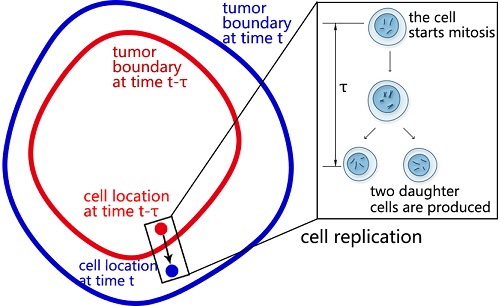 tumor boundary
at time t
tumor
boundary
at time t-τ
cell location
at time t-τ
cell location
at time t
the cell
starts mitosis
τ
two daughter
cells are produced
cell replication